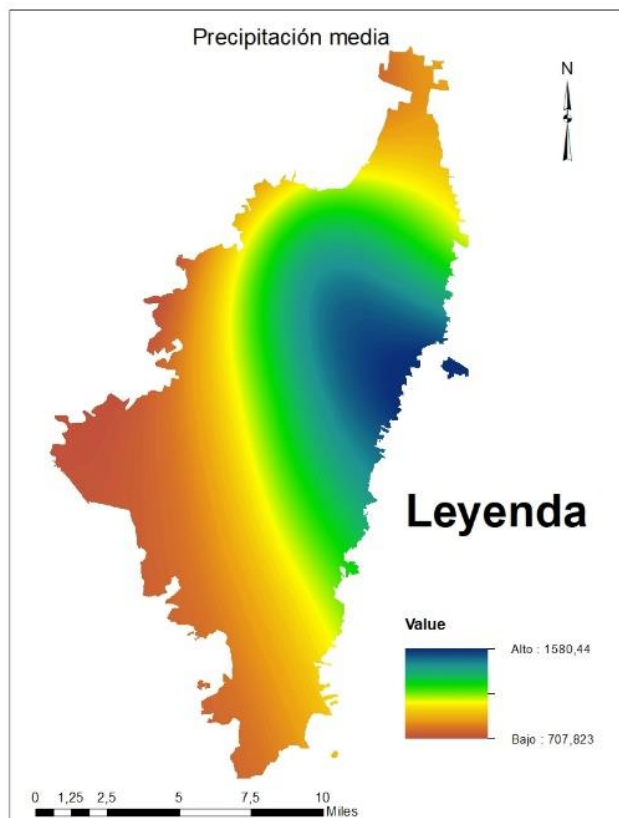 Precipitación media
N
Leyenda
Value
Alto : 1580,44
Bajo : 707,823
0 1,25 2,5 5 7,5 10
Miles